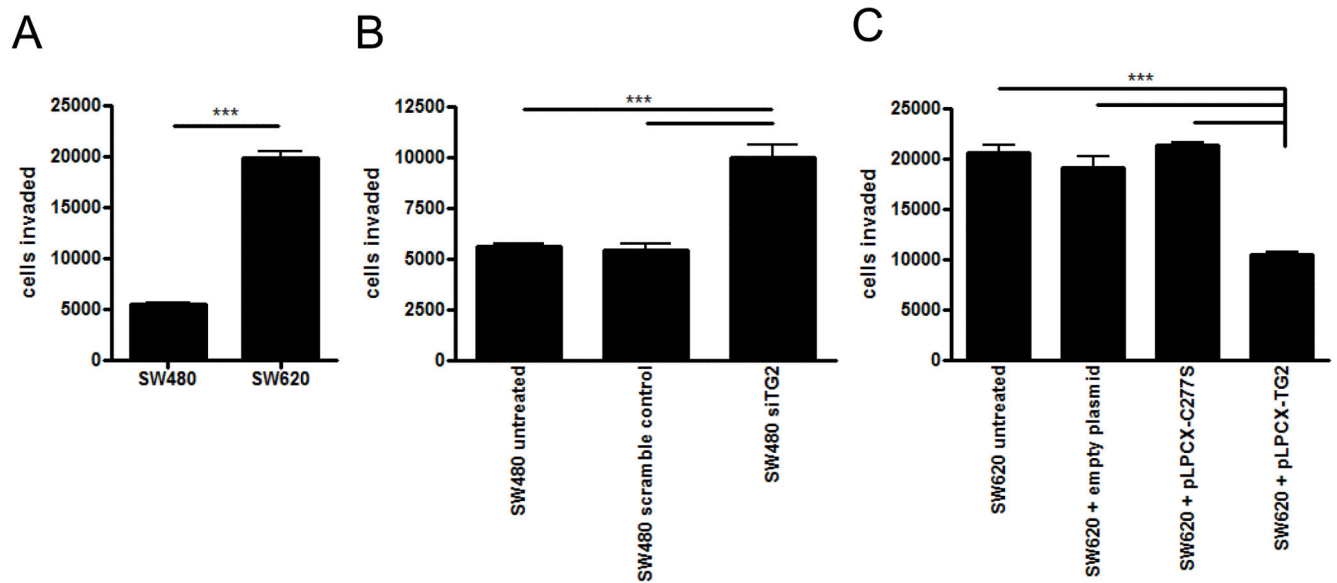 A
cells invaded
25000
20000
15000
10000
5000
0
***
SW480
SW620
B
cells invaded
12500
10000
7500
5000
2500
0
***
SW480 untreated
SW480 scramble control
SW480 siTG2
C
cells invaded
25000
20000
15000
10000
5000
0
***
SW620 untreated
SW620 + empty plasmid
SW620 + pLPCX-C277S
SW620 + pLPCX-TG2